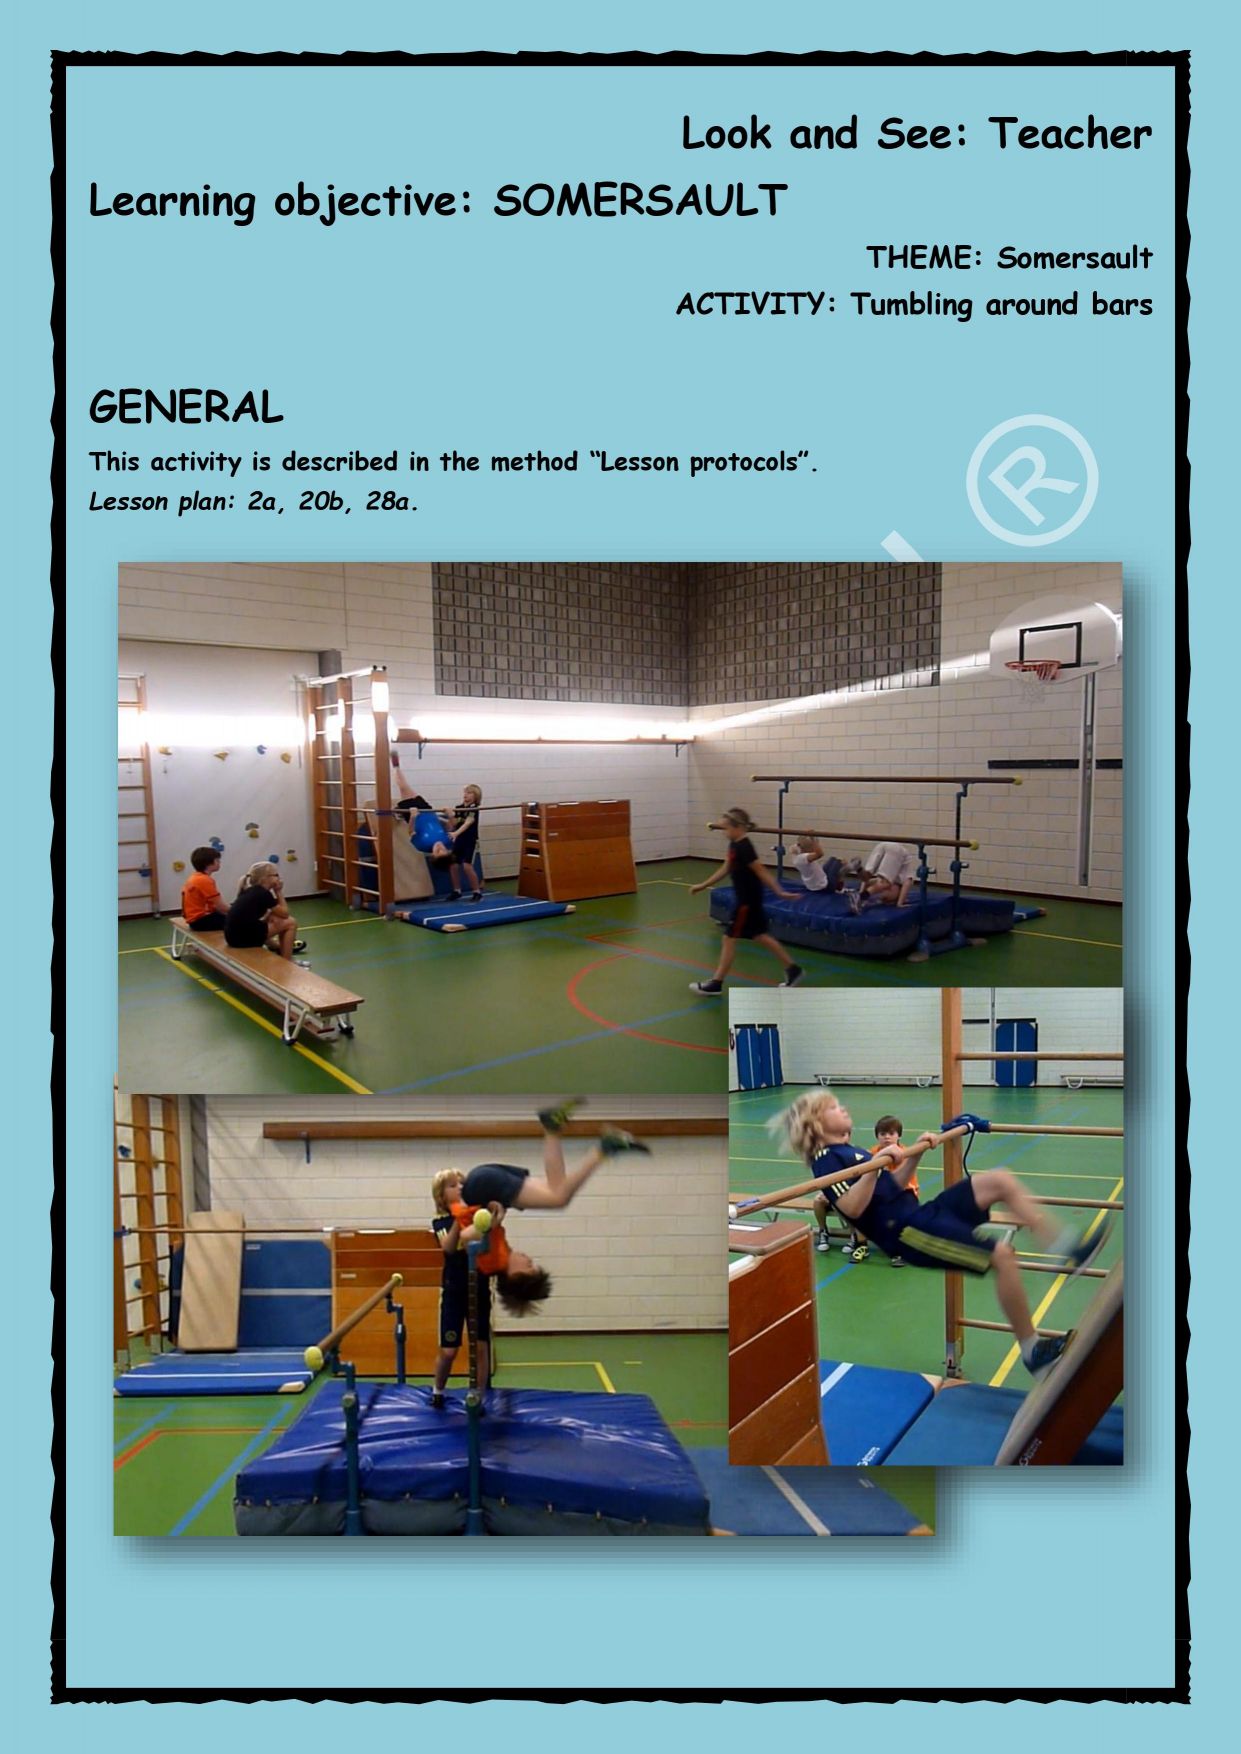 Look and See: Teacher
Learning objective: SOMERSAULT
THEME: Somersault
ACTIVITY: Tumbling around bars
GENERAL
This activity is described in the method “Lesson protocols”.
Lesson plan: 2a, 20b, 28a.
®